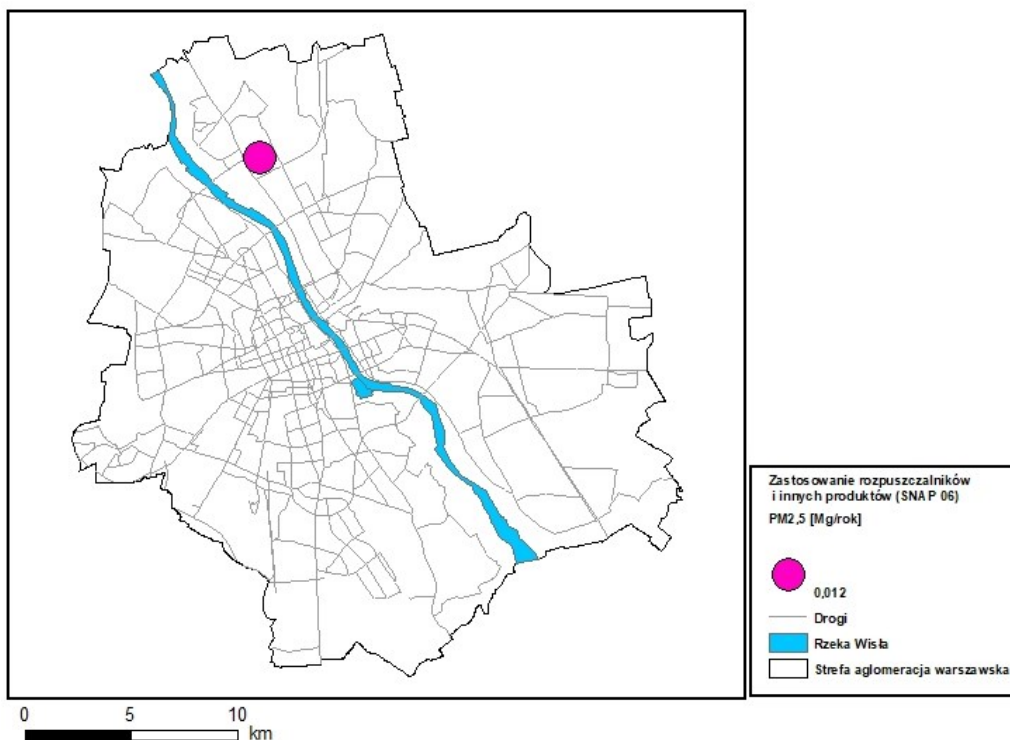 Zastosowanie rozpuszczalników
i innych produktów (SNAP 06)
PM2,5 [Mg/rok]
0,012
Drogi
Rzeka Wisła
Strefa aglomeracja warszawska
0 5 10
km